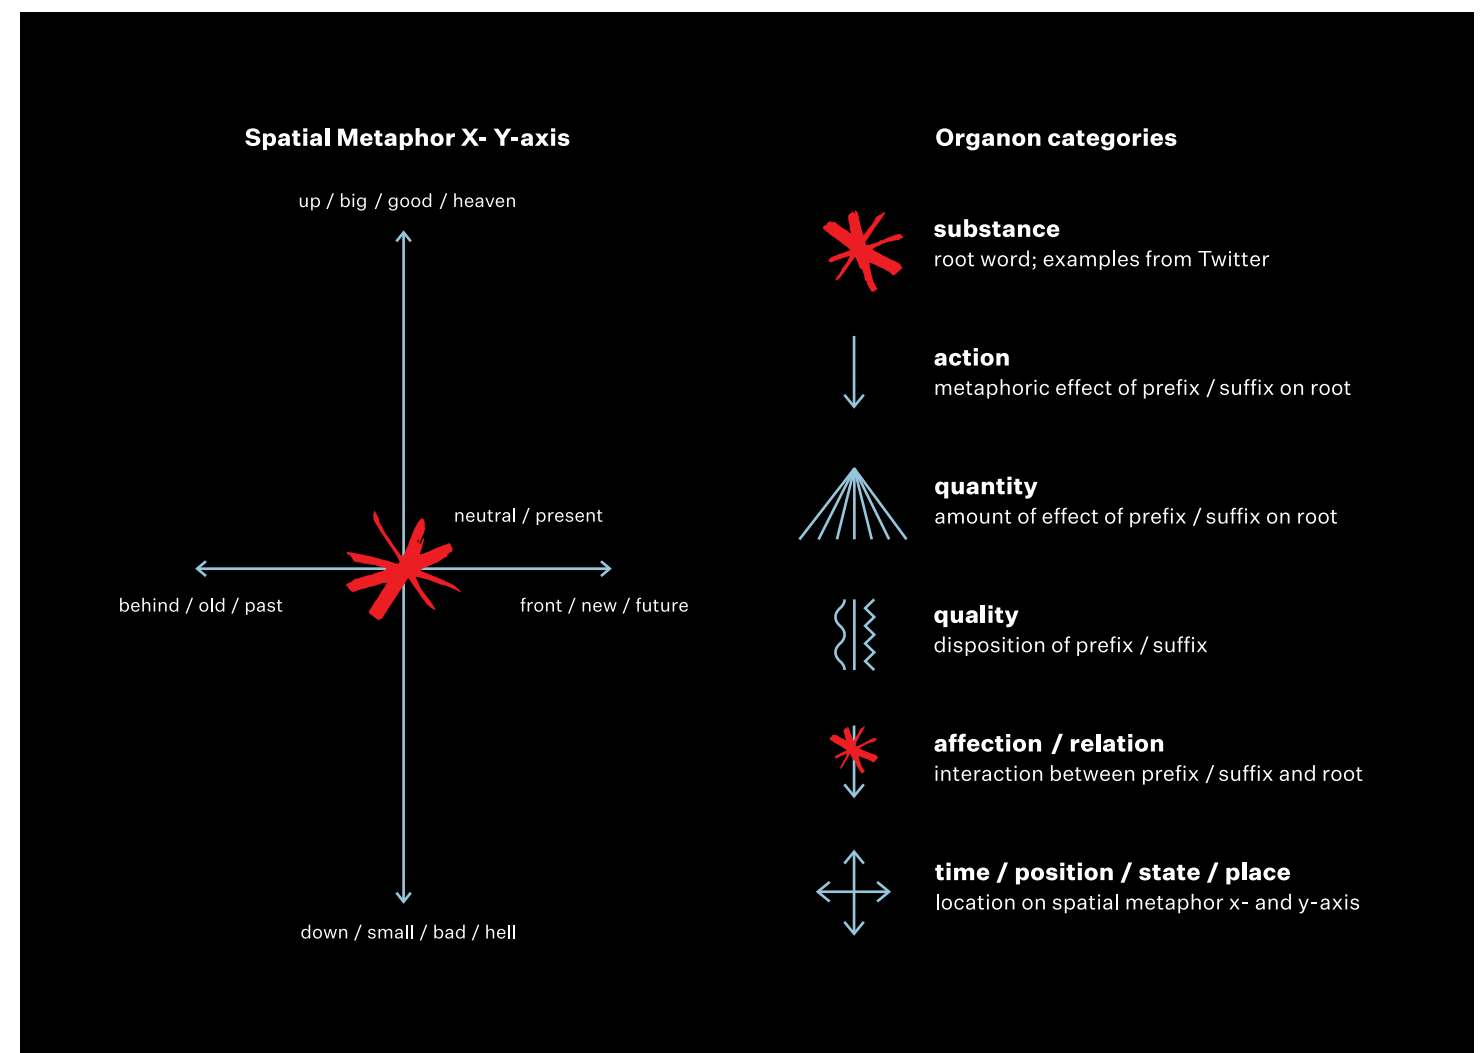 Spatial Metaphor X- Y-axis
up / big / good / heaven
neutral / present
behind / old / past
front / new / future
down / small / bad / hell
Organon categories
substance
root word; examples from Twitter
action
metaphoric effect of prefix / suffix on root
quantity
amount of effect of prefix / suffix on root
quality
disposition of prefix / suffix
affection / relation
interaction between prefix / suffix and root
time / position / state / place
location on spatial metaphor x- and y-axis